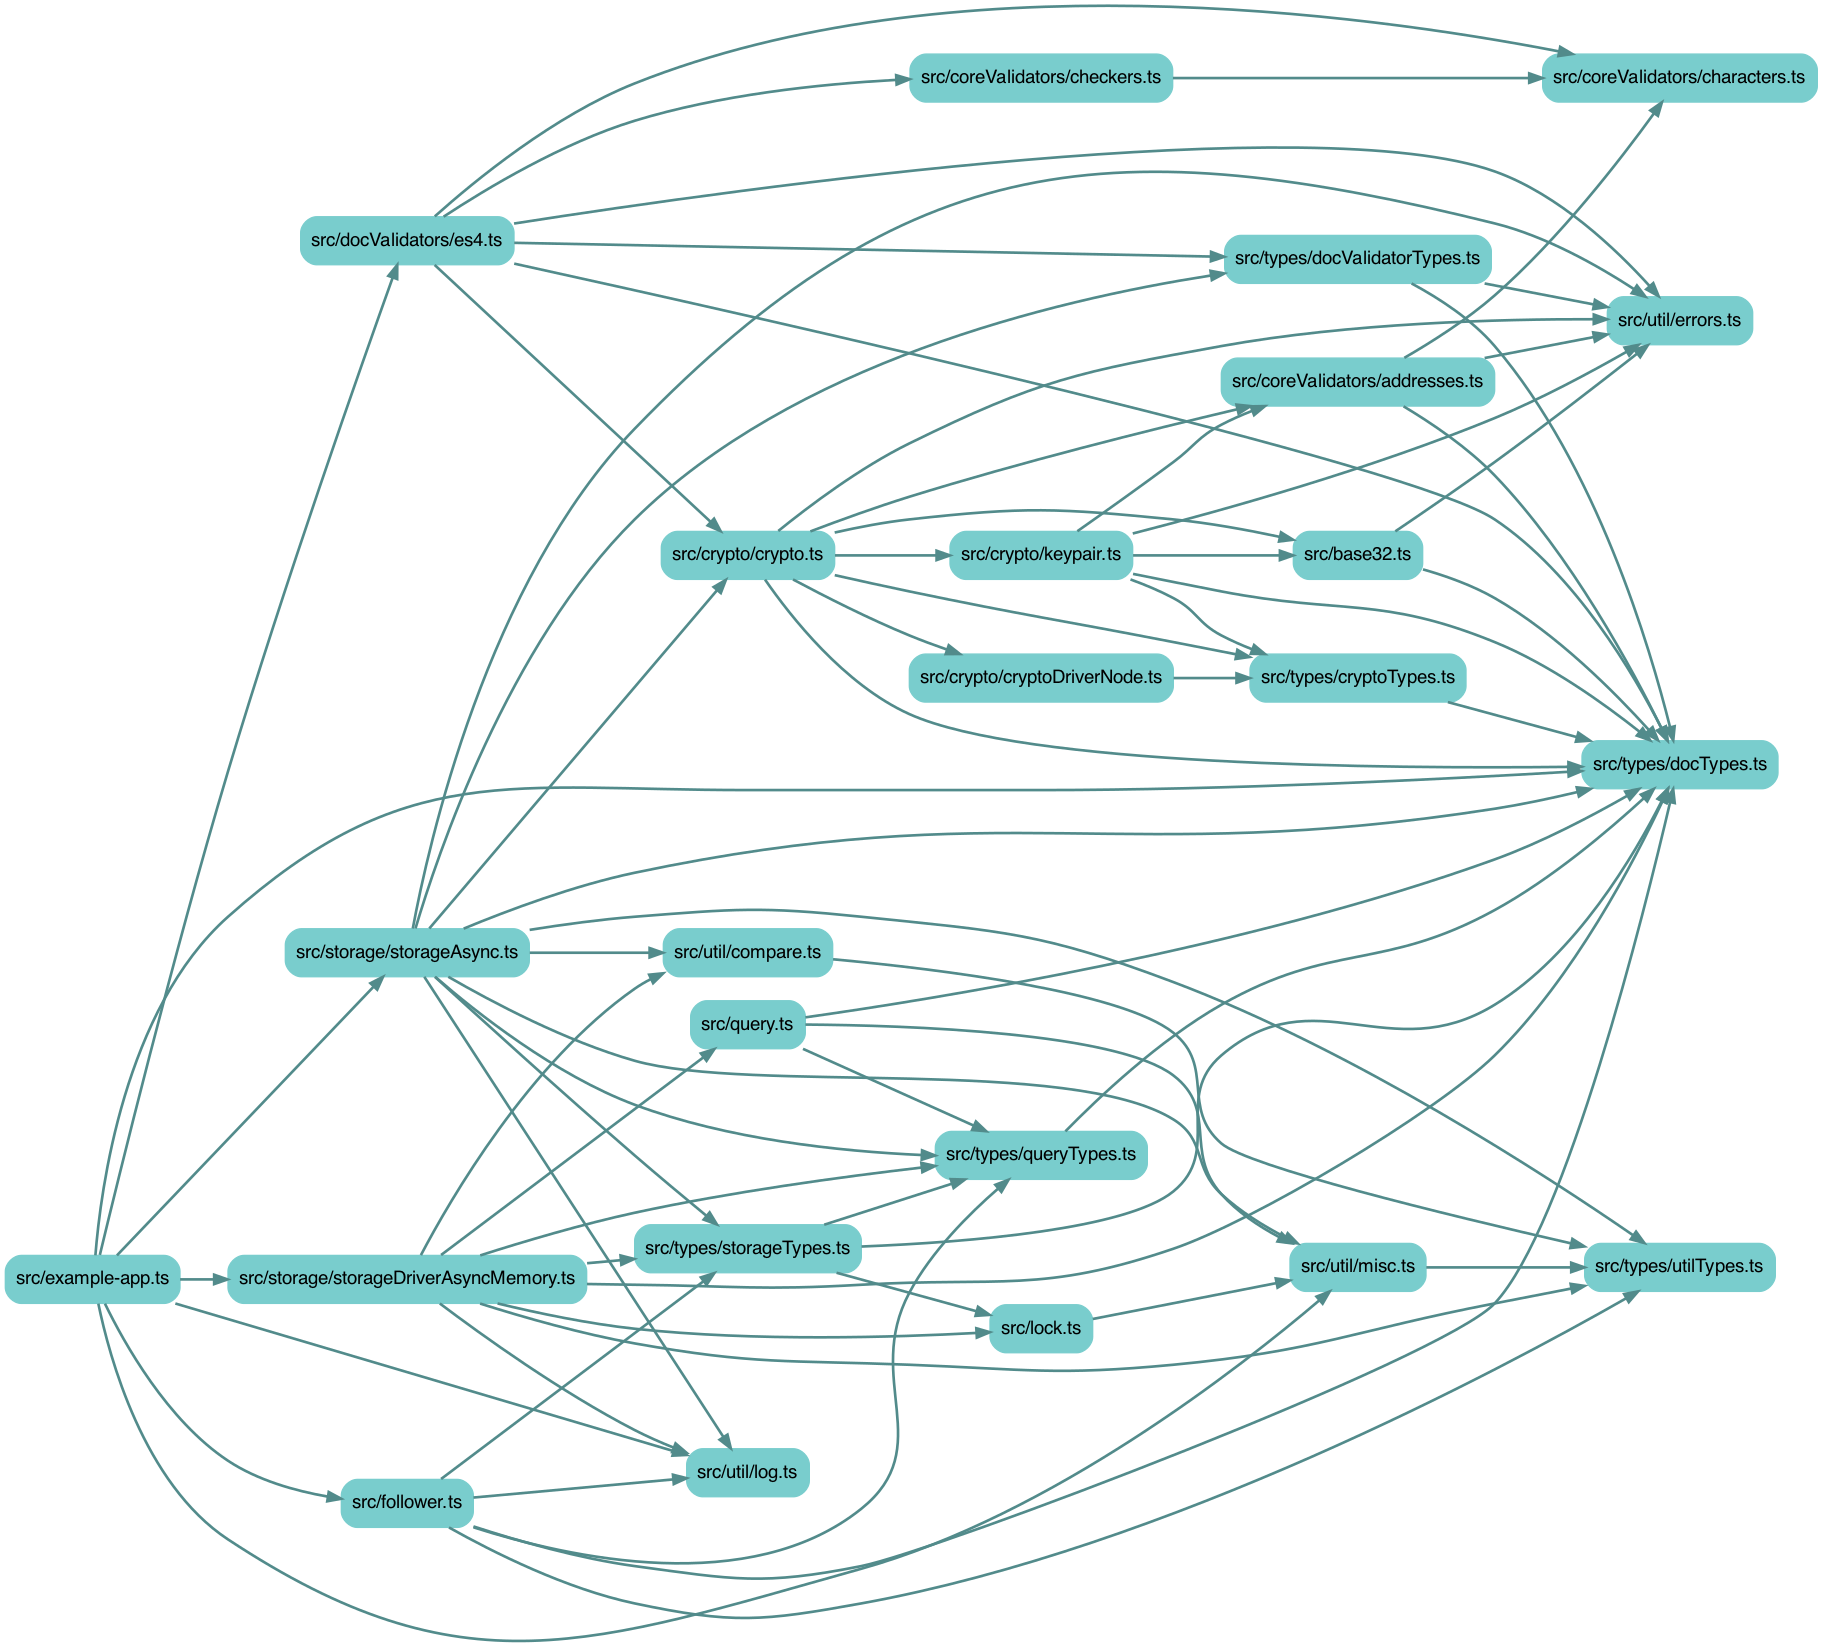 src/coreValidators/checkers.ts
src/coreValidators/characters.ts
src/docValidators/es4.ts
src/types/docValidatorTypes.ts
src/util/errors.ts
src/coreValidators/addresses.ts
src/crypto/crypto.ts
src/crypto/keypair.ts
src/base32.ts
src/crypto/cryptoDriverNode.ts
src/types/cryptoTypes.ts
src/types/docTypes.ts
src/storage/storageAsync.ts
src/util/compare.ts
src/query.ts
src/types/queryTypes.ts
src/types/storageTypes.ts
src/example-app.ts
src/storage/storageDriverAsyncMemory.ts
src/util/misc.ts
src/types/utilTypes.ts
src/lock.ts
src/util/log.ts
src/follower.ts